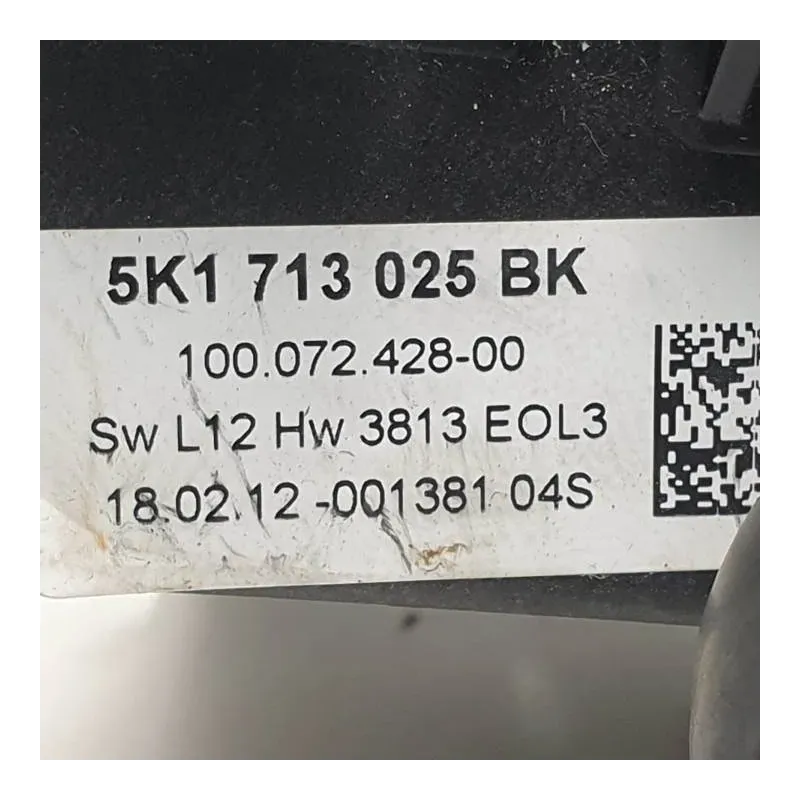 5K1 713 025 BK
100.072.428-00
Sw L12 Hw 3813 EOL3
18.02.12 -001381 04S